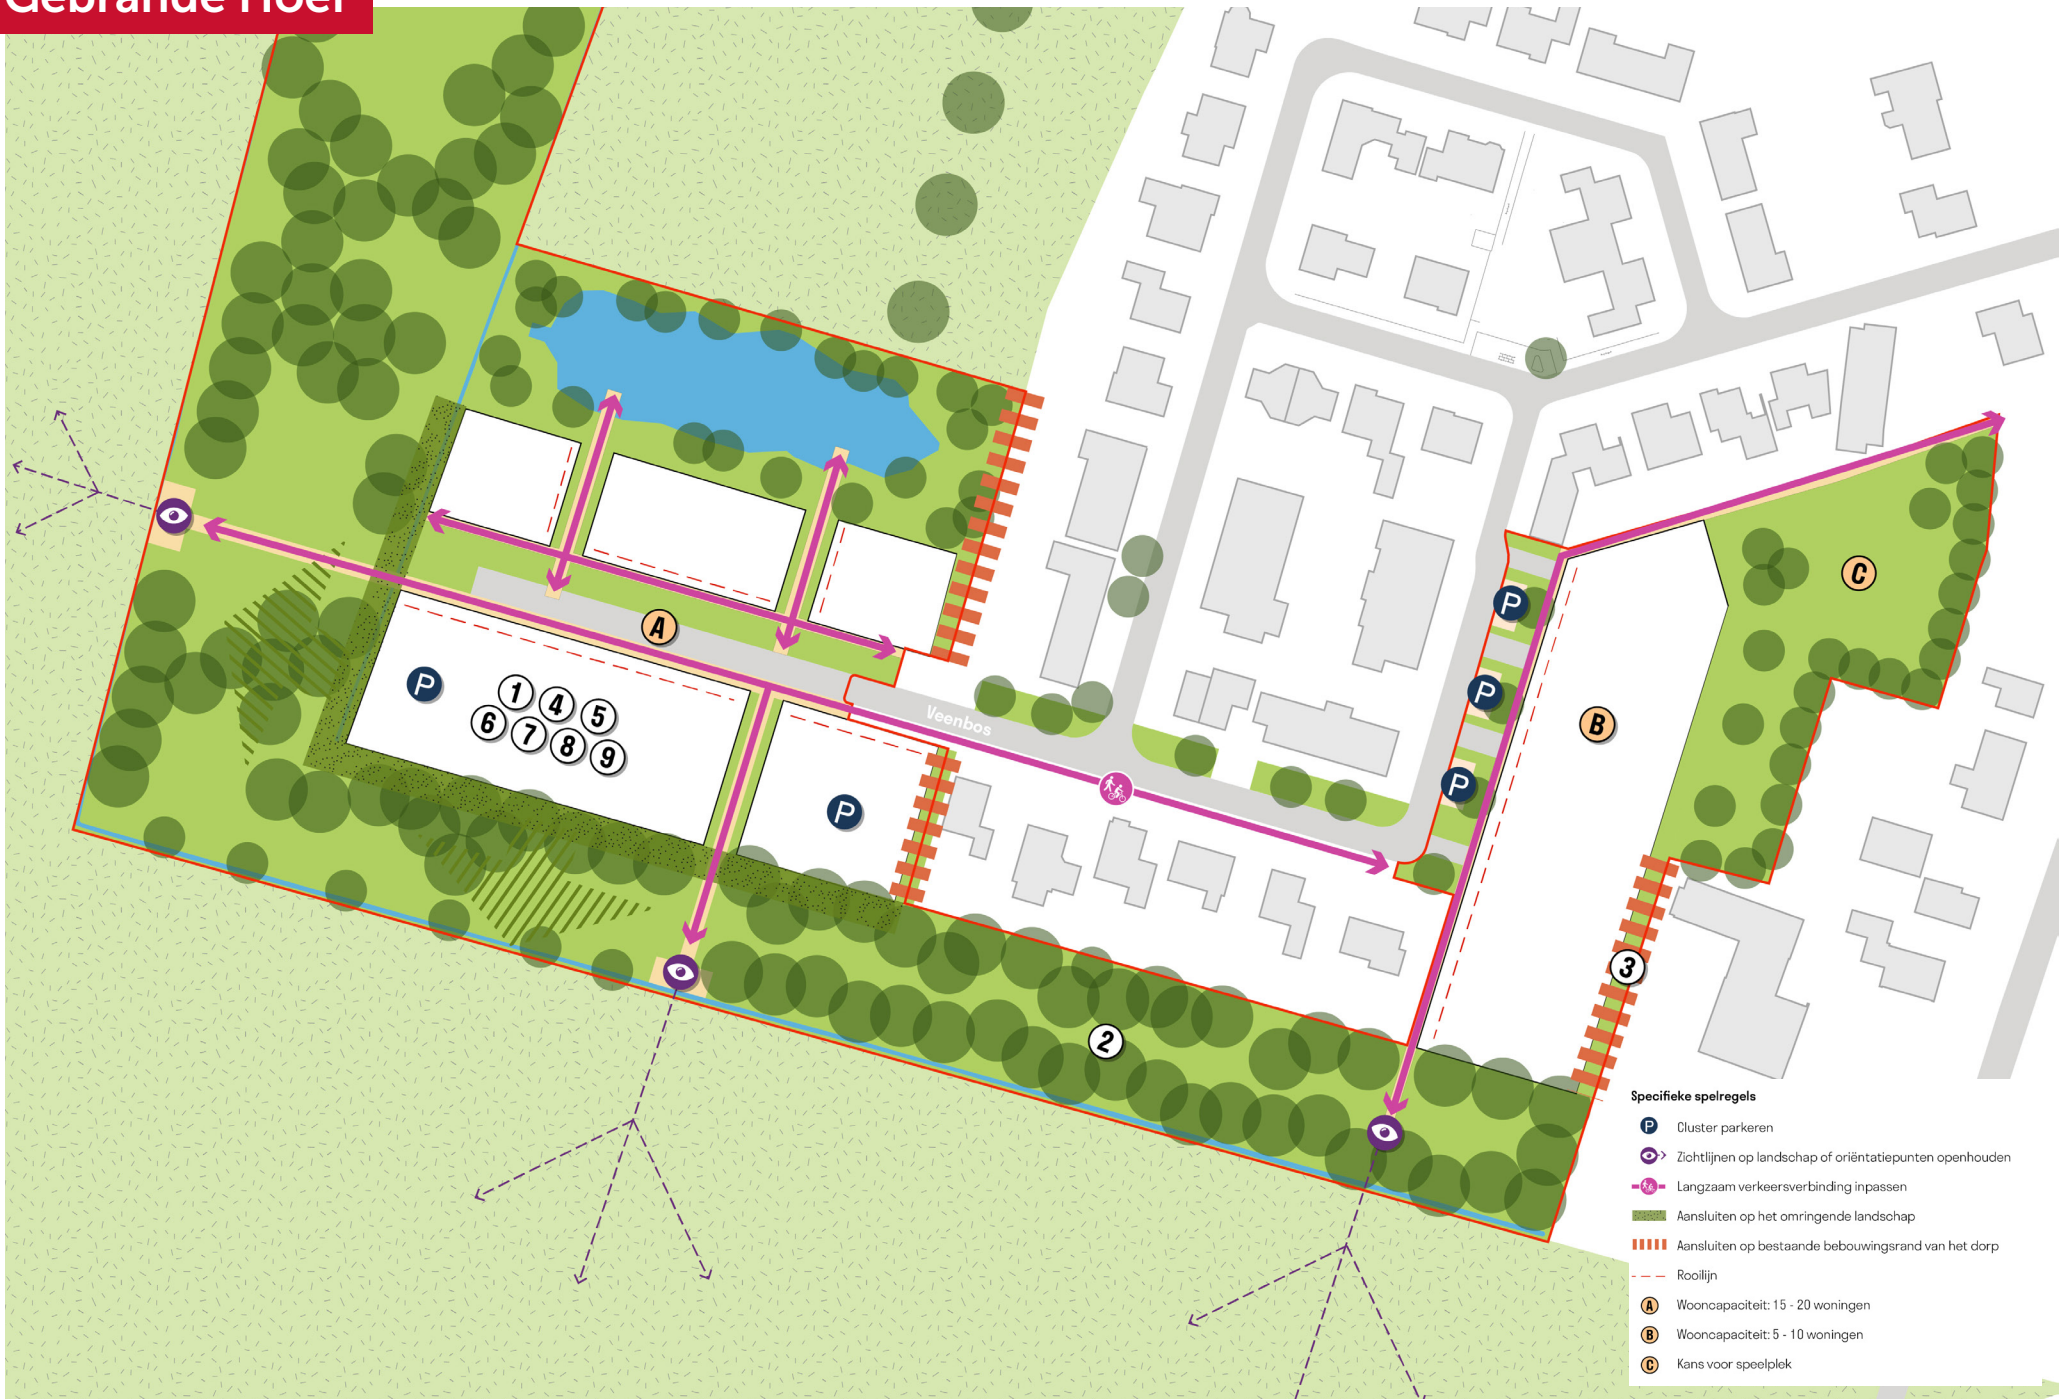 Gebrande Hoef
A
P
1 4 5
6 7 8 9
P
Veenbos
P
P
P
B
C
2
3
Specifieke spelregels
P Cluster parkeren
Zichtlijnen op landschap of oriëntatiepunten openhouden
Langzaam verkeersverbinding inpassen
Aansluiten op het omringende landschap
Aansluiten op bestaande bebouwingsrand van het dorp
Rooilijn
A Wooncapaciteit: 15 - 20 woningen
B Wooncapaciteit: 5 - 10 woningen
C Kans voor speelplek